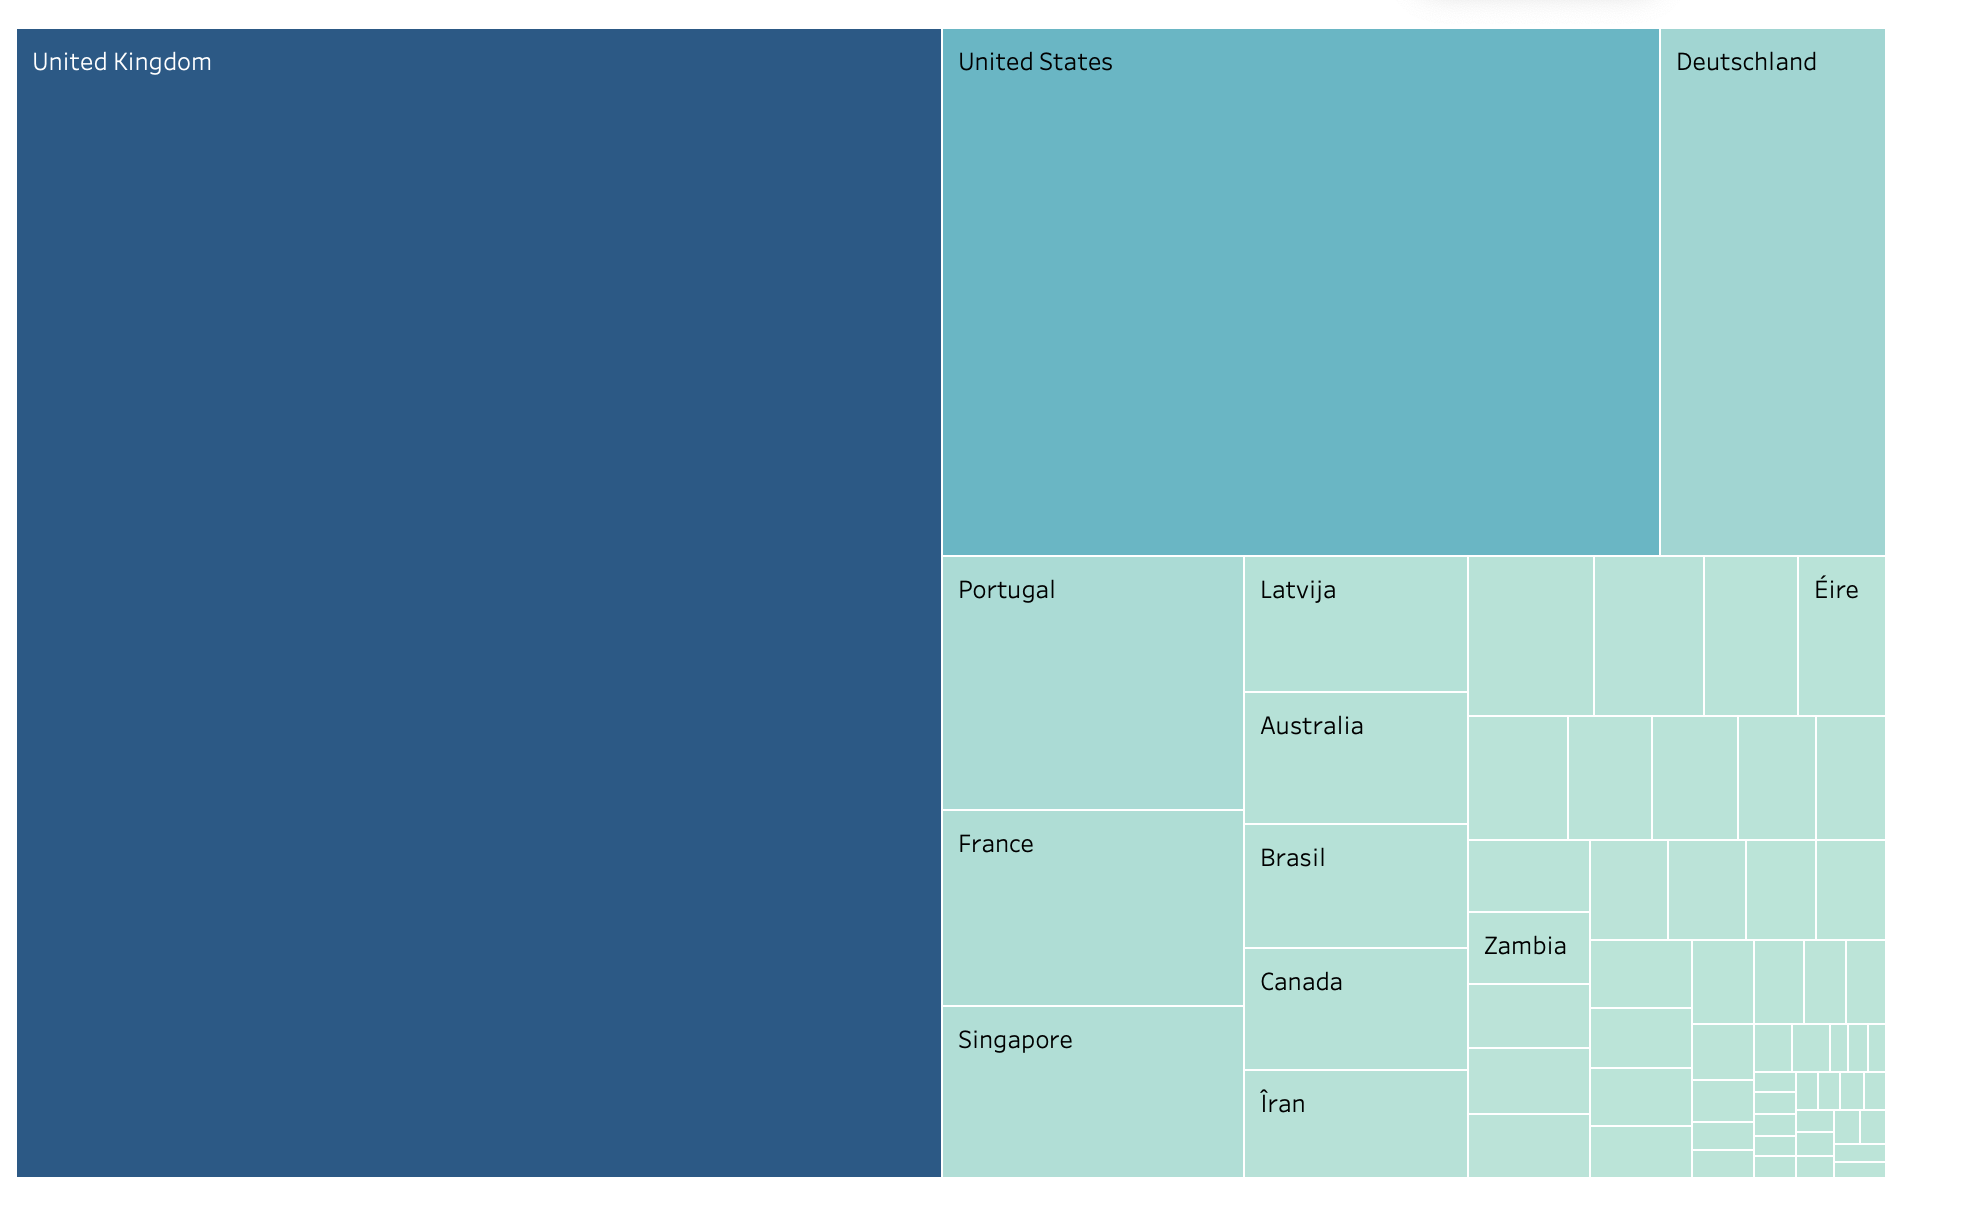 United Kingdom
United States
Deutschland
Portugal
Latvija
Éire
Australia
France
Brasil
Zambia
Canada
Singapore
Îran